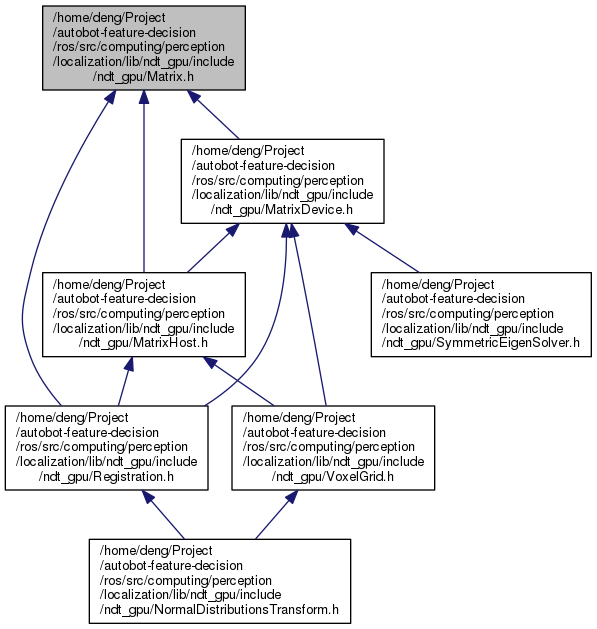 /home/deng/Project
/autobot-feature-decision
/ros/src/computing/perception
/localization/lib/ndt_gpu/include
/ndt_gpu/Matrix.h
/home/deng/Project
/autobot-feature-decision
/ros/src/computing/perception
/localization/lib/ndt_gpu/include
/ndt_gpu/MatrixDevice.h
/home/deng/Project
/autobot-feature-decision
/ros/src/computing/perception
/localization/lib/ndt_gpu/include
/ndt_gpu/MatrixHost.h
/home/deng/Project
/autobot-feature-decision
/ros/src/computing/perception
/localization/lib/ndt_gpu/include
/ndt_gpu/SymmetricEigenSolver.h
/home/deng/Project
/autobot-feature-decision
/ros/src/computing/perception
/localization/lib/ndt_gpu/include
/ndt_gpu/Registration.h
/home/deng/Project
/autobot-feature-decision
/ros/src/computing/perception
/localization/lib/ndt_gpu/include
/ndt_gpu/VoxelGrid.h
/home/deng/Project
/autobot-feature-decision
/ros/src/computing/perception
/localization/lib/ndt_gpu/include
/ndt_gpu/NormalDistributionsTransform.h